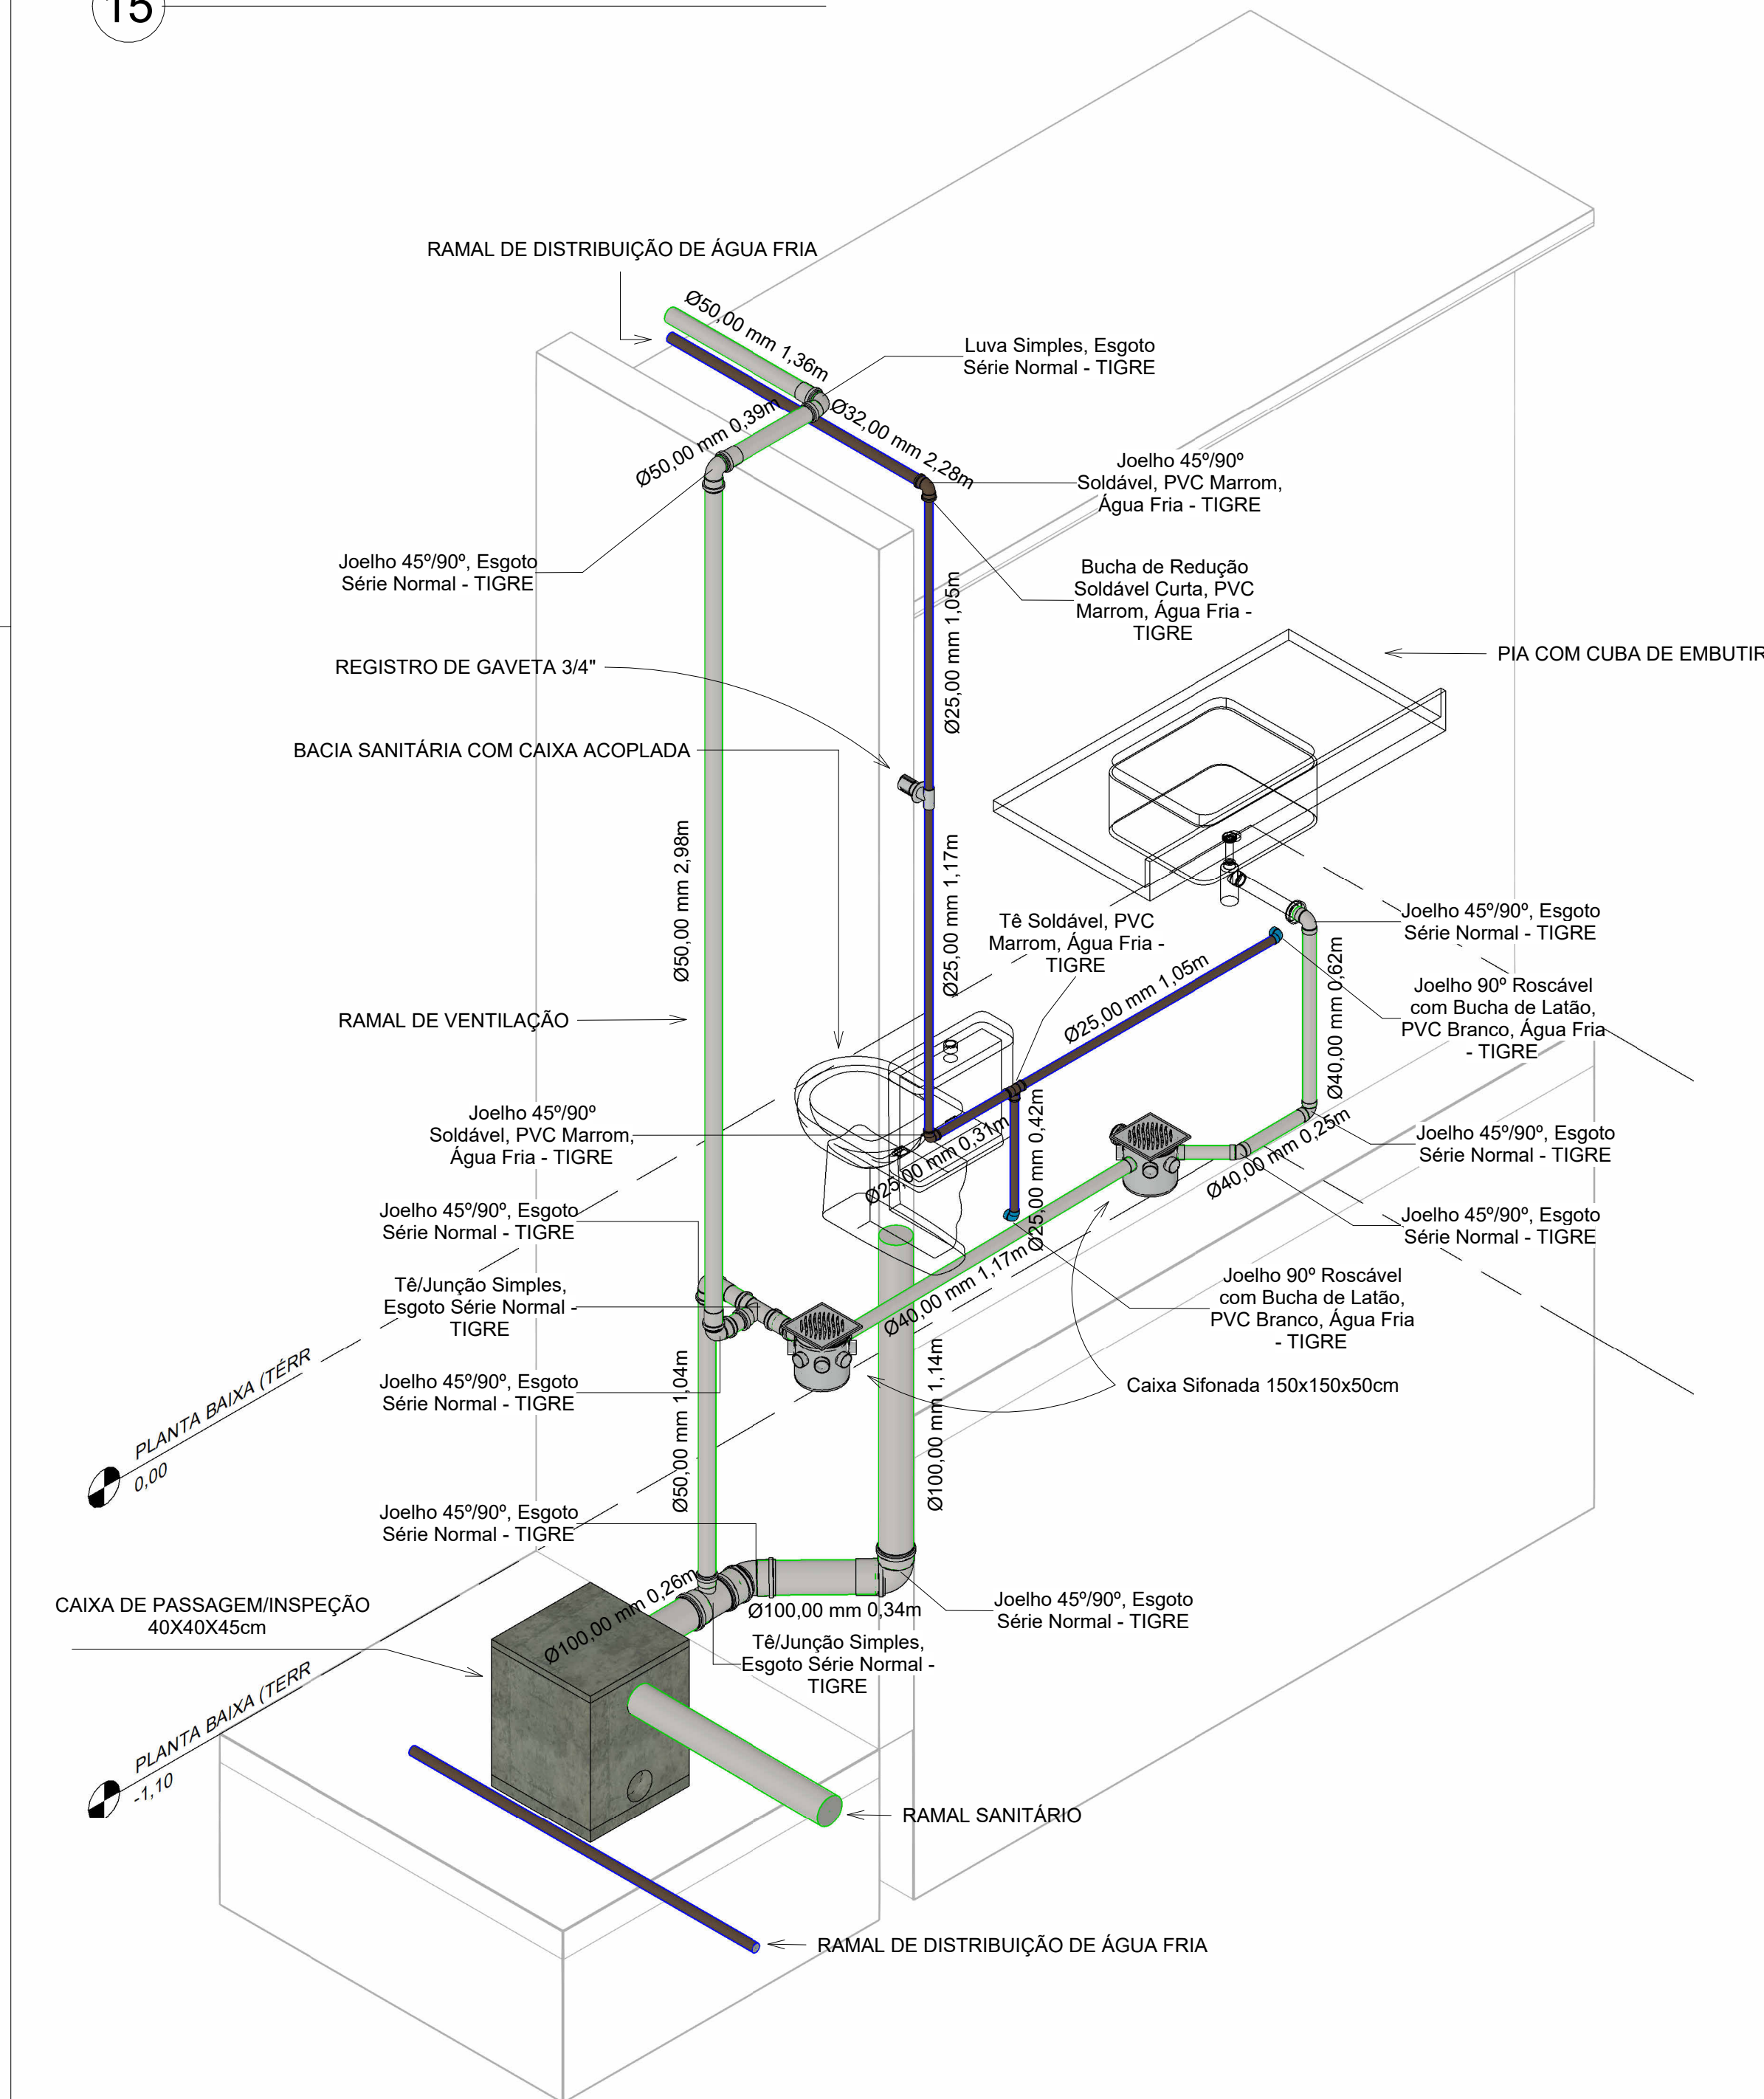 15
RAMAL DE DISTRIBUIÇÃO DE ÁGUA FRIA
Ø50,00 mm 1,36m
Luva Simples, Esgoto
Série Normal - TIGRE
Ø50,00 mm 0,39m
Ø32,00 mm 2,28m
Joelho 45º/90º
Soldável, PVC Marrom,
Água Fria - TIGRE
Joelho 45º/90º, Esgoto
Série Normal - TIGRE
Bucha de Redução
Soldável Curta, PVC
Marrom, Água Fria -
TIGRE
Ø25,00 mm 1,05m
REGISTRO DE GAVETA 3/4"
PIA COM CUBA DE EMBUTIR
BACIA SANITÁRIA COM CAIXA ACOPLADA
Ø50,00 mm 2,98m
Ø25,00 mm 1,17m
Tê Soldável, PVC
Marrom, Água Fria -
TIGRE
Joelho 45º/90º, Esgoto
Série Normal - TIGRE
Ø25,00 mm 1,05m
Ø40,00 mm 0,62m
Joelho 90º Roscável
com Bucha de Latão,
PVC Branco, Água Fria
- TIGRE
RAMAL DE VENTILAÇÃO
Joelho 45º/90º
Soldável, PVC Marrom,
Água Fria - TIGRE
Ø25,00 mm 0,31m
Ø25,00 mm 0,42m
Ø40,00 mm 0,25m
Joelho 45º/90º, Esgoto
Série Normal - TIGRE
Joelho 45º/90º, Esgoto
Série Normal - TIGRE
Joelho 45º/90º, Esgoto
Série Normal - TIGRE
Tê/Junção Simples,
Esgoto Série Normal -
TIGRE
Ø40,00 mm 1,17m
Joelho 90º Roscável
com Bucha de Latão,
PVC Branco, Água Fria
- TIGRE
Joelho 45º/90º, Esgoto
Série Normal - TIGRE
Caixa Sifonada 150x150x50cm
Ø50,00 mm 1,04m
Ø100,00 mm 1,14m
PLANTA BAIXA (TÉRR
0,00
Joelho 45º/90º, Esgoto
Série Normal - TIGRE
CAIXA DE PASSAGEM/INSPEÇÃO
40X40X45cm
Ø100,00 mm 0,26m
Ø100,00 mm 0,34m
Joelho 45º/90º, Esgoto
Série Normal - TIGRE
Tê/Junção Simples,
Esgoto Série Normal -
TIGRE
PLANTA BAIXA (TERR
-1,10
RAMAL SANITÁRIO
RAMAL DE DISTRIBUIÇÃO DE ÁGUA FRIA